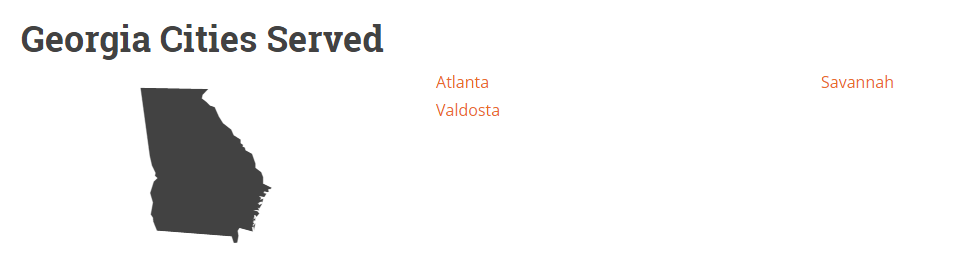 Georgia Cities Served
Atlanta
Savannah
Valdosta